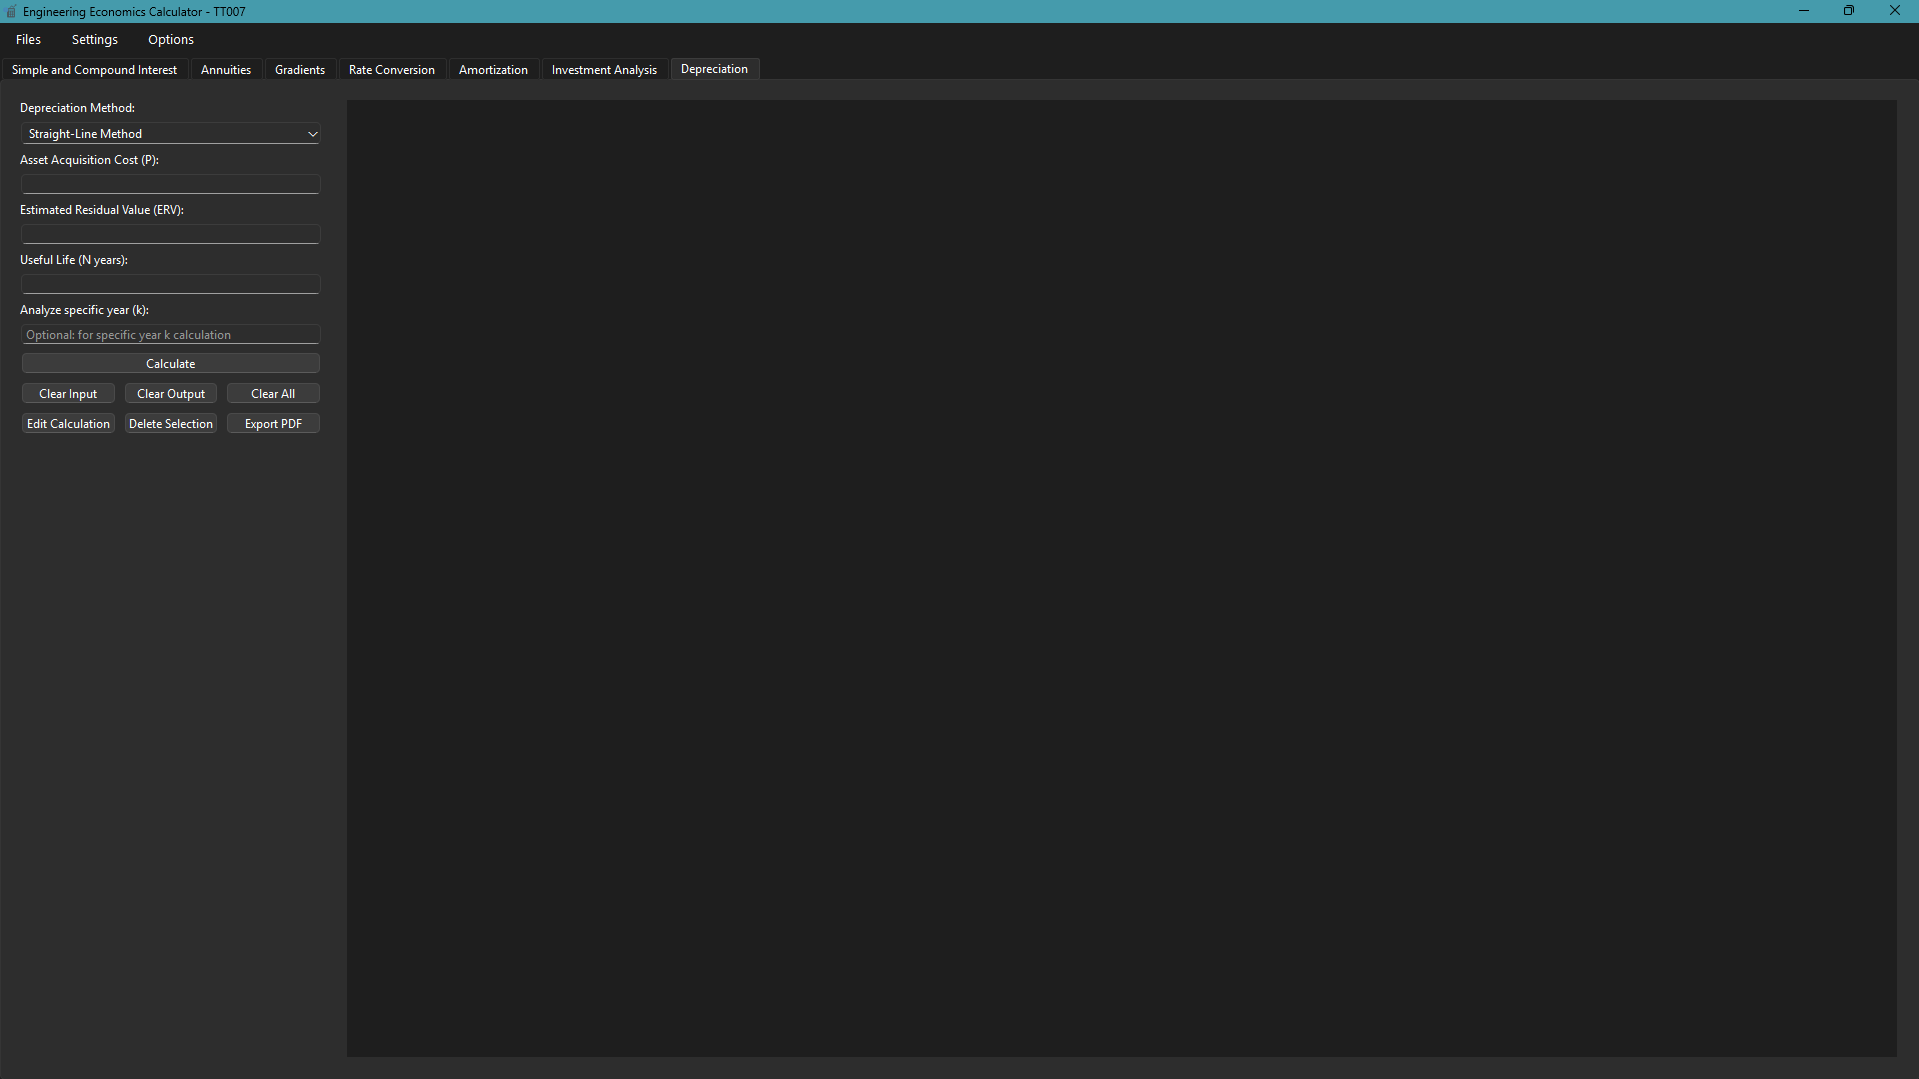 Engineering Economics Calculator - TT007
Files Settings Options
Simple and Compound Interest Annuities Gradients Rate Conversion Amortization Investment Analysis Depreciation
Depreciation Method:
Straight-Line Method
Asset Acquisition Cost (P):
Estimated Residual Value (ERV):
Useful Life (N years):
Analyze specific year (k):
Optional: for specific year k calculation
Calculate
Clear Input Clear Output Clear All
Edit Calculation Delete Selection Export PDF